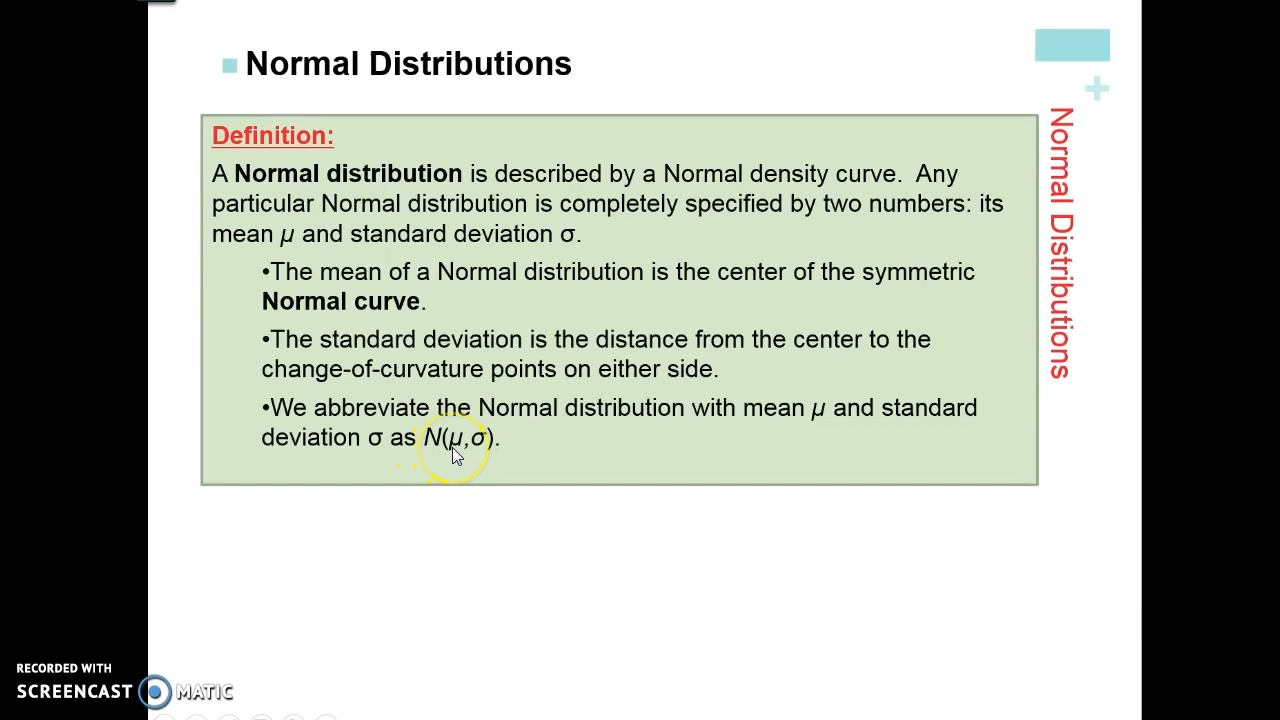 Normal Distributions
Definition:
A Normal distribution is described by a Normal density curve.  Any
particular Normal distribution is completely specified by two numbers: its
mean µ and standard deviation σ.
•The mean of a Normal distribution is the center of the symmetric
Normal curve.
•The standard deviation is the distance from the center to the
change-of-curvature points on either side.
•We abbreviate the Normal distribution with mean µ and standard
deviation σ as N(µ,σ).
+
Normal Distributions
RECORDED WITH
SCREENCAST MATIC